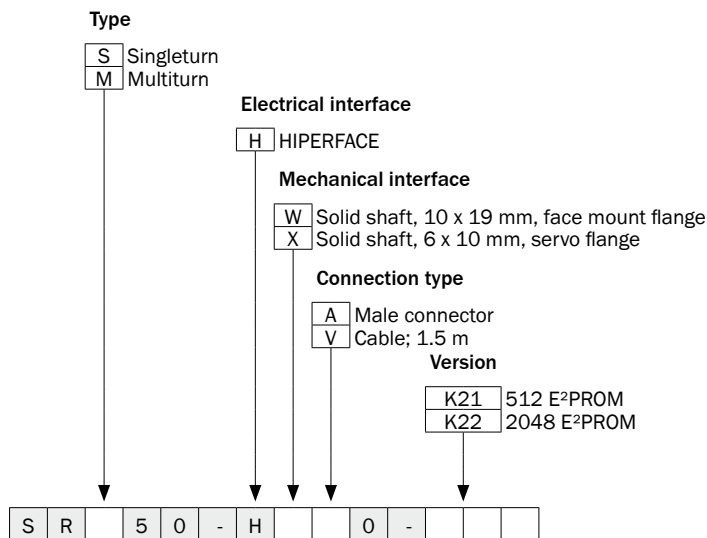 Type
S Singleturn
M Multiturn
Electrical interface
H HIPERFACE
Mechanical interface
W Solid shaft, 10 x 19 mm, face mount flange
X Solid shaft, 6 x 10 mm, servo flange
Connection type
A Male connector
V Cable; 1.5 m
Version
K21 512 E²PROM
K22 2048 E²PROM
S R 5 0 - H 0 -